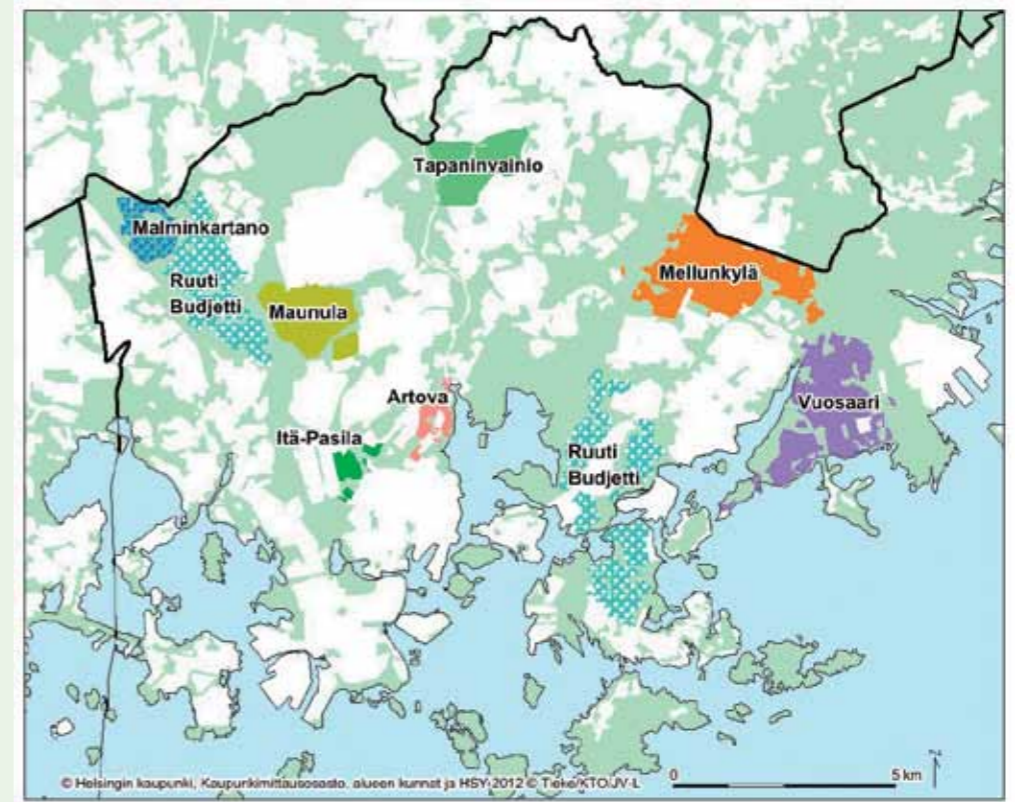 Tapaninvainio
Malminkartano
Ruuti
Budjetti
Mellunkylä
Maunula
Artova
Vuosaari
Itä-Pasila
Ruuti
Budjetti
© Helsingin kaupunki, Kaupunkimittausosasto, alueen kunnat ja HSY 2012 © Tieke/KTO/JV-L
0 5 km